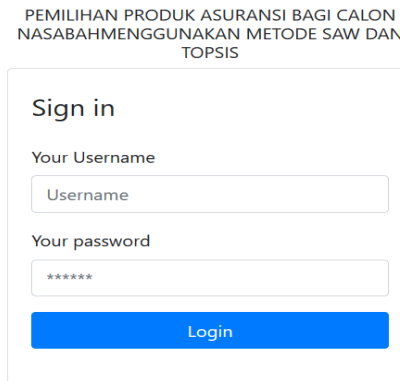 PEMILIHAN PRODUK ASURANSI BAGI CALON
NASABAHMENGGUNAKAN METODE SAW DAN
TOPSIS
Sign in
Your Username
Username
Your password
******
Login